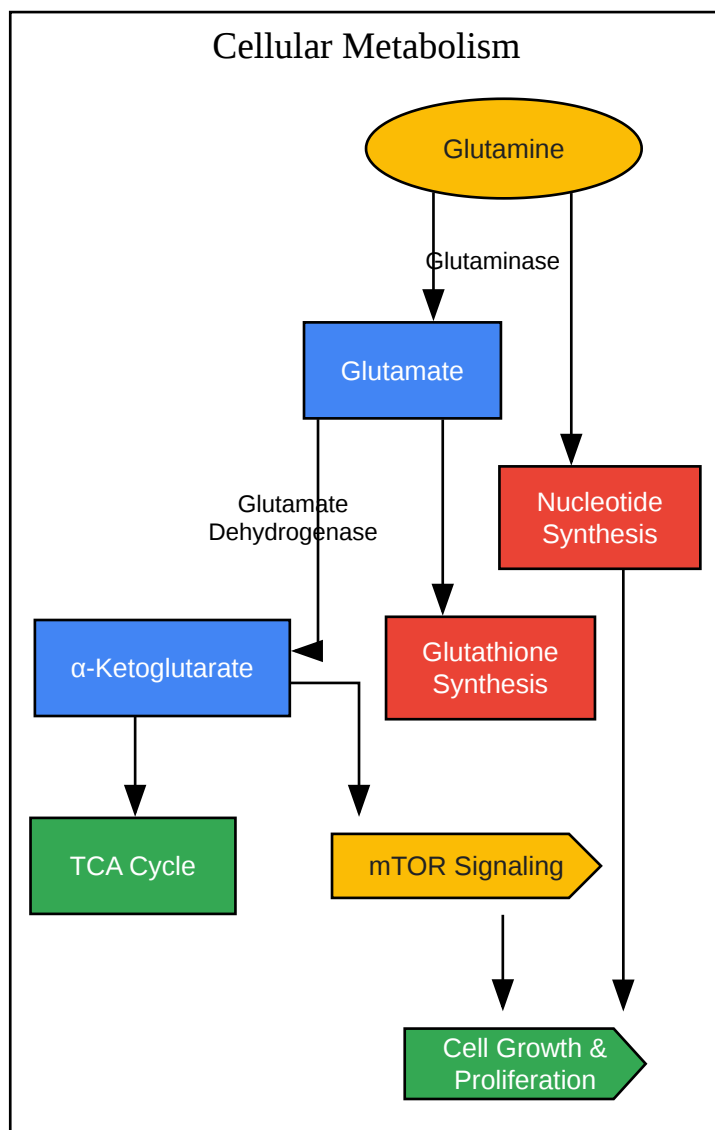 Cellular Metabolism
Glutamine
Glutaminase
Glutamate
Glutamate
Dehydrogenase
Nucleotide
Synthesis
α-Ketoglutarate
Glutathione
Synthesis
TCA Cycle
mTOR Signaling
Cell Growth &
Proliferation